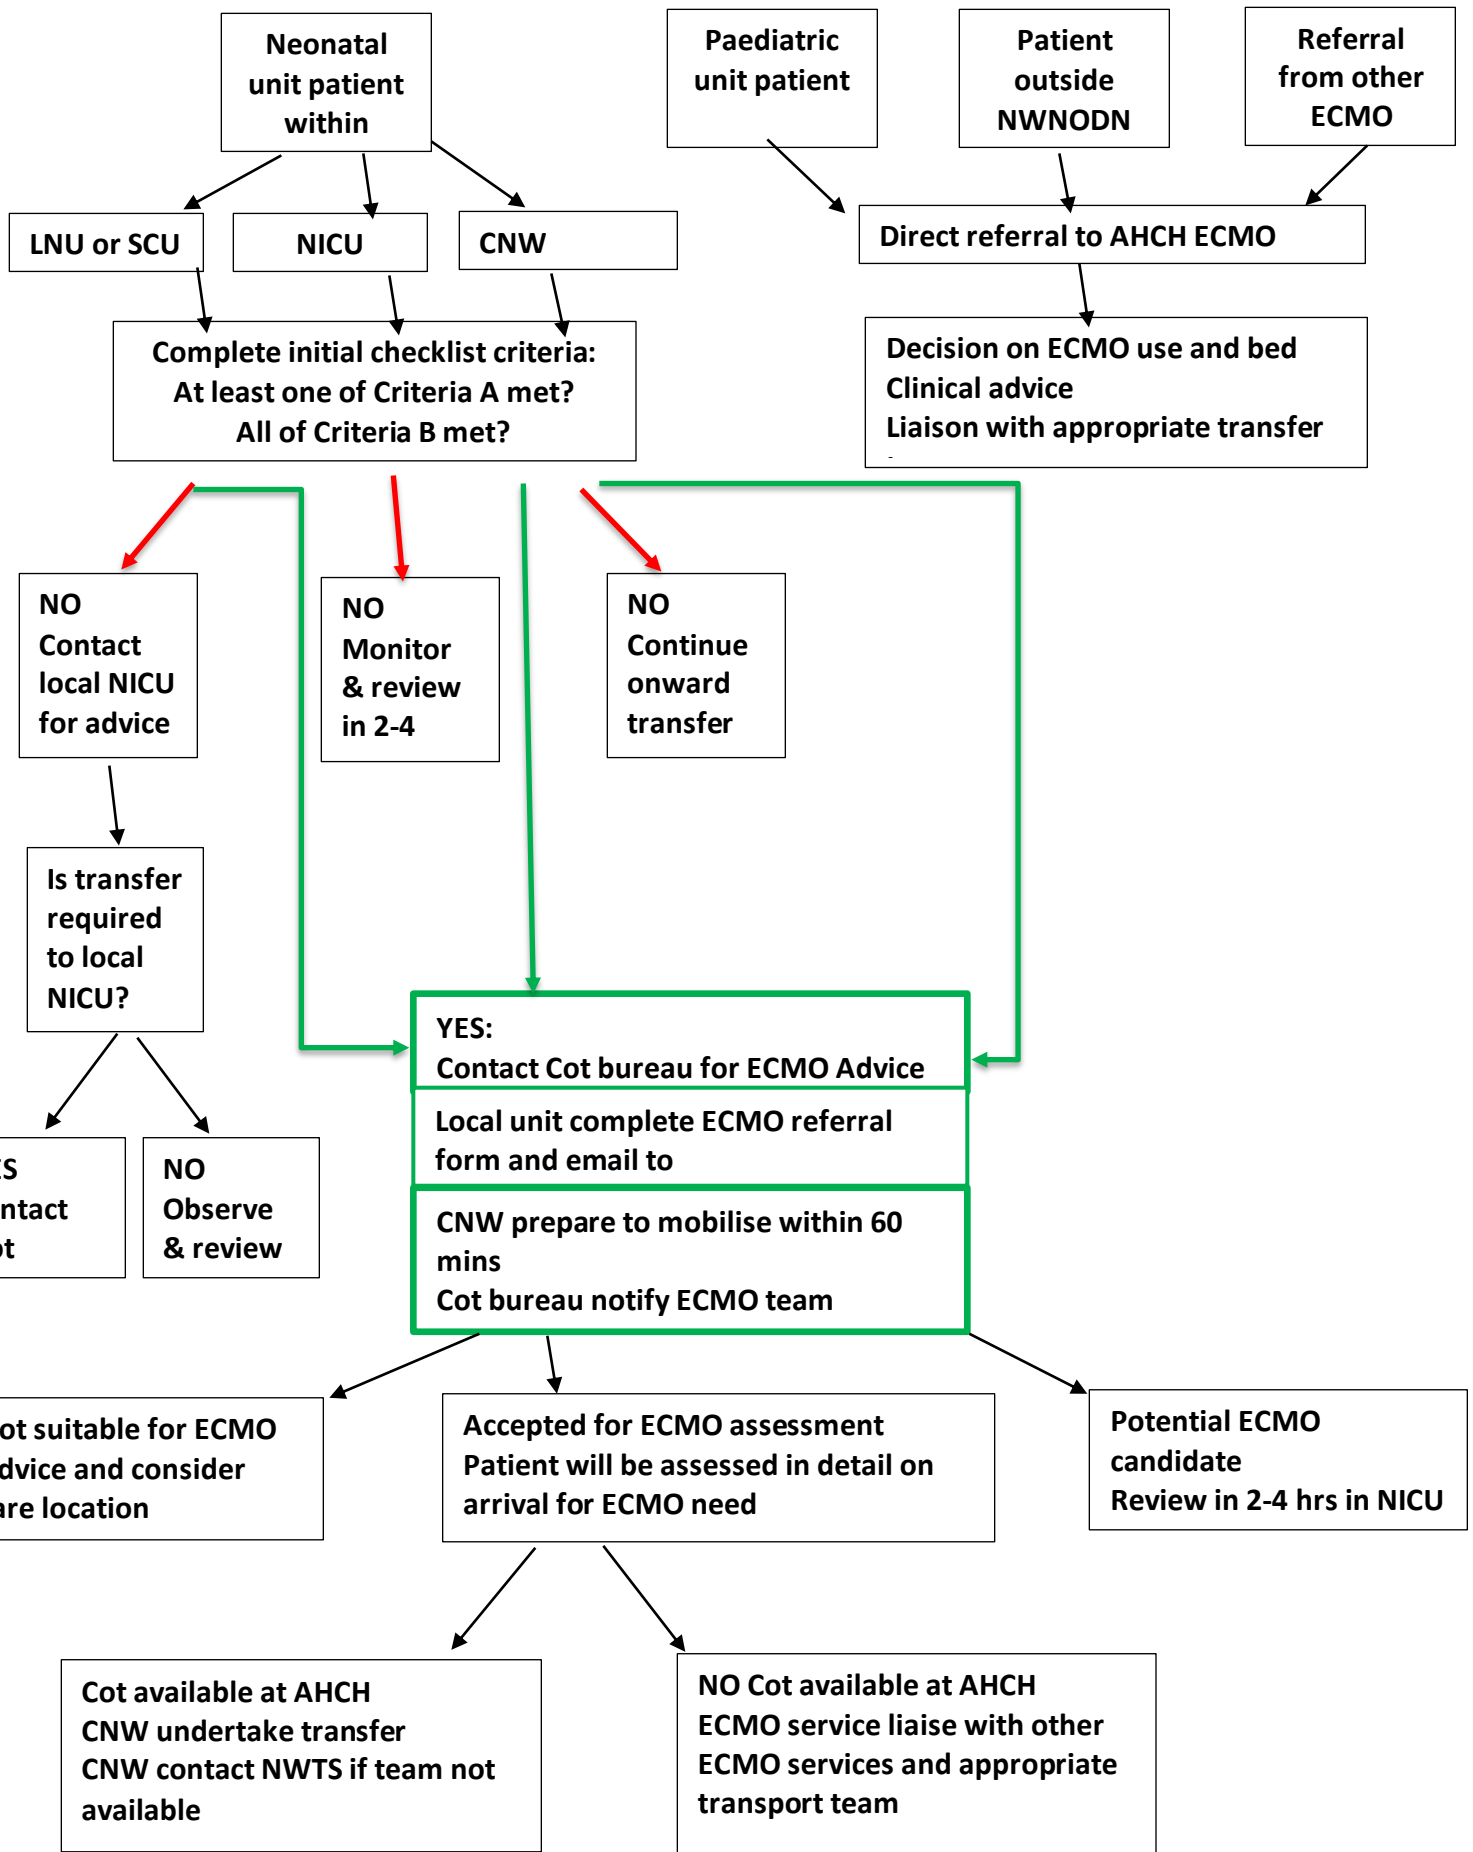 Neonatal
unit patient
within
Paediatric
unit patient
Patient
outside
NWNODN
Referral
from other
ECMO
LNU or SCU
NICU
CNW
Direct referral to AHCH ECMO
Complete initial checklist criteria:
At least one of Criteria A met?
All of Criteria B met?
Decision on ECMO use and bed
Clinical advice
Liaison with appropriate transfer
NO
Contact
local NICU
for advice
NO
Monitor
& review
in 2-4
NO
Continue
onward
transfer
Is transfer
required
to local
NICU?
YES:
Contact Cot bureau for ECMO Advice
Local unit complete ECMO referral
form and email to
CNW prepare to mobilise within 60
mins
Cot bureau notify ECMO team
NO
Observe
& review
suitable for ECMO
and consider
location
Accepted for ECMO assessment
Patient will be assessed in detail on
arrival for ECMO need
Potential ECMO
candidate
Review in 2-4 hrs in NICU
Cot available at AHCH
CNW undertake transfer
CNW contact NWTS if team not
available
NO Cot available at AHCH
ECMO service liaise with other
ECMO services and appropriate
transport team